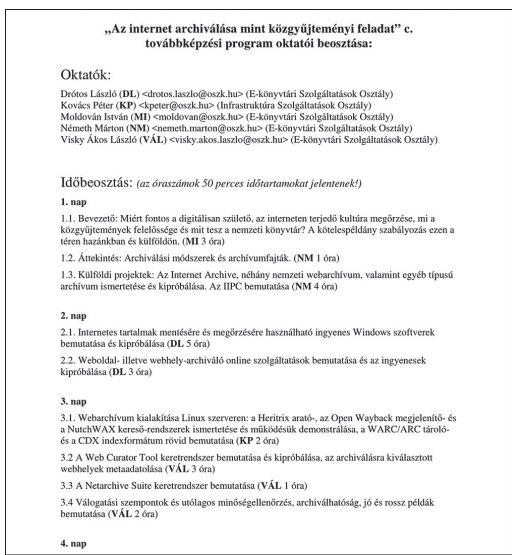 „Az internet archiválása mint közgyűjteményi feladat” c.
továbbképzési program oktatói beosztása:
Oktatók:
Drótos László (DL) <drotos.laszlo@oszk.hu> (E-könyvtári Szolgáltatások Osztály)
Kovács Péter (KP) <kpeter@oszk.hu> (Infrastruktúra Szolgáltatások Osztály)
Moldován István (MI) <moldovan@oszk.hu> (E-könyvtári Szolgáltatások Osztály)
Németh Márton (NM) <nemeth.marton@oszk.hu> (E-könyvtári Szolgáltatások Osztály)
Visky Ákos László (VÁL) <visky.akos.laszlo@oszk.hu> (E-könyvtári Szolgáltatások Osztály)
Időbeosztás: (az óraszámok 50 perces időtartamokat jelentenek!)
1. nap
1.1. Bevezető: Miért fontos a digitálisan születő, az interneten terjedő kultúra megőrzése, mi a
közgyűjtemények felelőssége és mit tesz a nemzeti könyvtár? A kötelespéldány szabályozás ezen a
téren hazánkban és külföldön. (MI 3 óra)
1.2. Áttekintés: Archiválási módszerek és archívumfajták. (NM 1 óra)
1.3. Külföldi projektek: Az Internet Archive, néhány nemzeti webarchívum, valamint egyéb típusú
archívum ismertetése és kipróbálása. Az IIPC bemutatása (NM 4 óra)
2. nap
2.1. Internetes tartalmak mentésére és megőrzésére használható ingyenes Windows szoftverek
bemutatása és kipróbálása (DL 5 óra)
2.2. Weboldal- illetve webhely-archiváló online szolgáltatások bemutatása és az ingyenesek
kipróbálása (DL 3 óra)
3. nap
3.1. Webarchívum kialakítása Linux szerveren: a Heritrix arató-, az Open Wayback megjelenítő- és
a NutchWAX kereső-rendszerek ismertetése és működésük demonstrálása, a WARC/ARC tároló-
és a CDX indexformátum rövid bemutatása (KP 2 óra)
3.2 A Web Curator Tool keretrendszer bemutatása és kipróbálása, az archiválásra kiválasztott
webhelyek metaadatolása (VÁL 3 óra)
3.3 A Netarchive Suite keretrendszer bemutatása (VÁL 1 óra)
3.4 Válogatási szempontok és utólagos minőségellenőrzés, archiválhatóság, jó és rossz példák
bemutatása (VÁL 2 óra)
4. nap